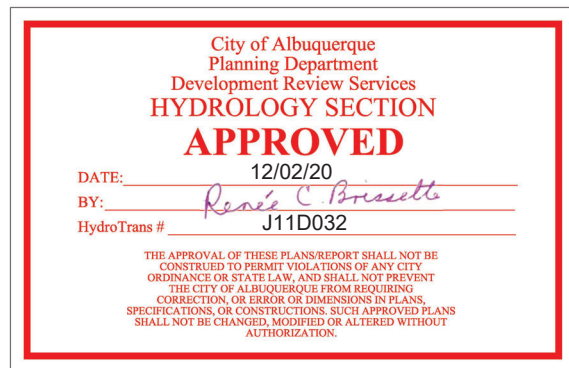 City of Albuquerque
Planning Department
Development Review Services
HYDROLOGY SECTION
APPROVED
DATE: 12/02/20
BY: Renée C. Brissette
HydroTrans # J11D032
THE APPROVAL OF THESE PLANS/REPORT SHALL NOT BE
CONSTRUED TO PERMIT VIOLATIONS OF ANY CITY
ORDINANCE OR STATE LAW, AND SHALL NOT PREVENT
THE CITY OF ALBUQUERQUE FROM REQUIRING
CORRECTION, OR ERROR OR DIMENSIONS IN PLANS,
SPECIFICATIONS, OR CONSTRUCTIONS. SUCH APPROVED PLANS
SHALL NOT BE CHANGED, MODIFIED OR ALTERED WITHOUT
AUTHORIZATION.